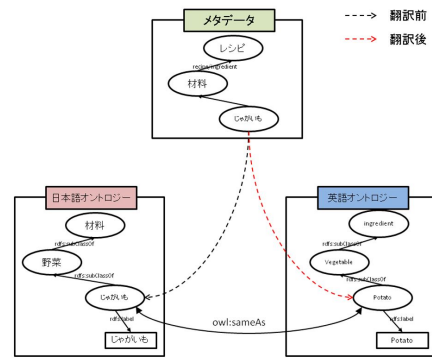 メタデータ
翻訳前
翻訳後
レシピ
recipe:ingredient
材料
じゃがいも
日本語オントロジー
材料
rdfs:subClassOf
野菜
rdfs:subClassOf
じゃがいも
rdfs:label
じゃがいも
owl:sameAs
英語オントロジー
ingredient
rdfs:subClassOf
Vegetable
rdfs:subClassOf
Potato
rdfs:label
Potato